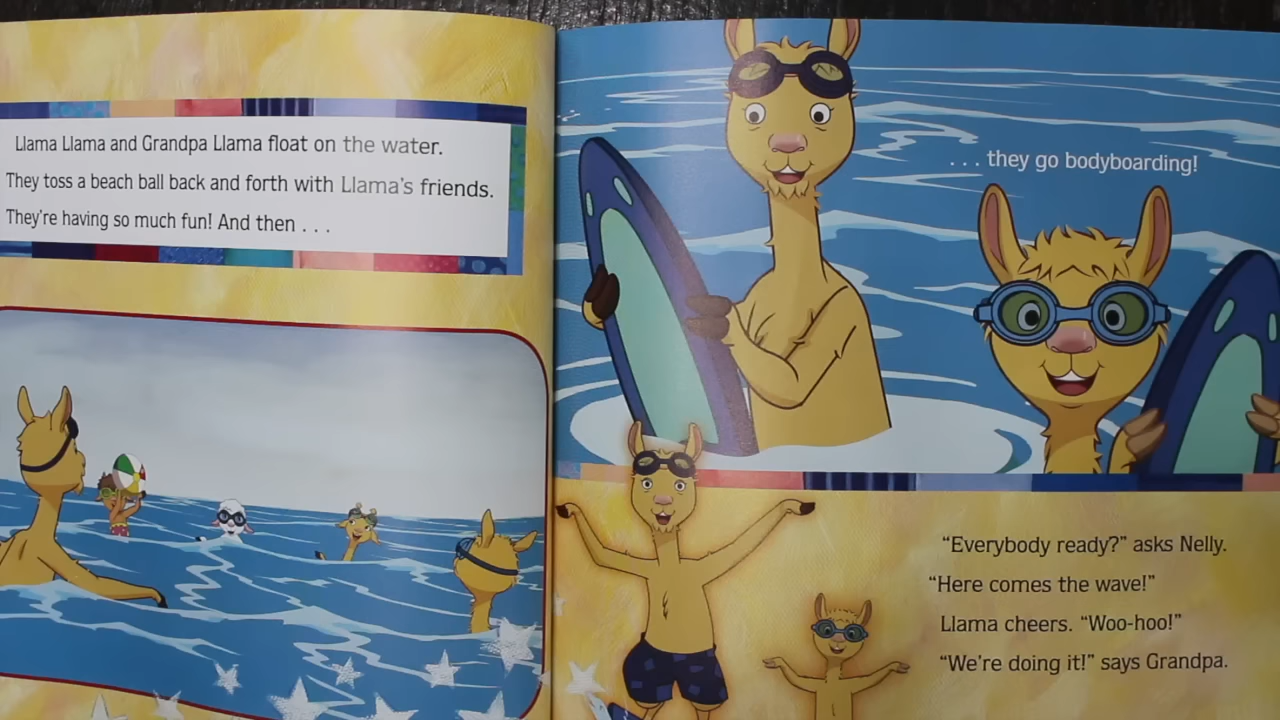 Llama Llama and Grandpa Llama float on the water.
They toss a beach ball back and forth with Llama's friends.
They're having so much fun! And then . . .
. . . they go bodyboarding!
“Everybody ready?” asks Nelly.
“Here comes the wave!”
Llama cheers. “Woo-hoo!”
“We're doing it!” says Grandpa.